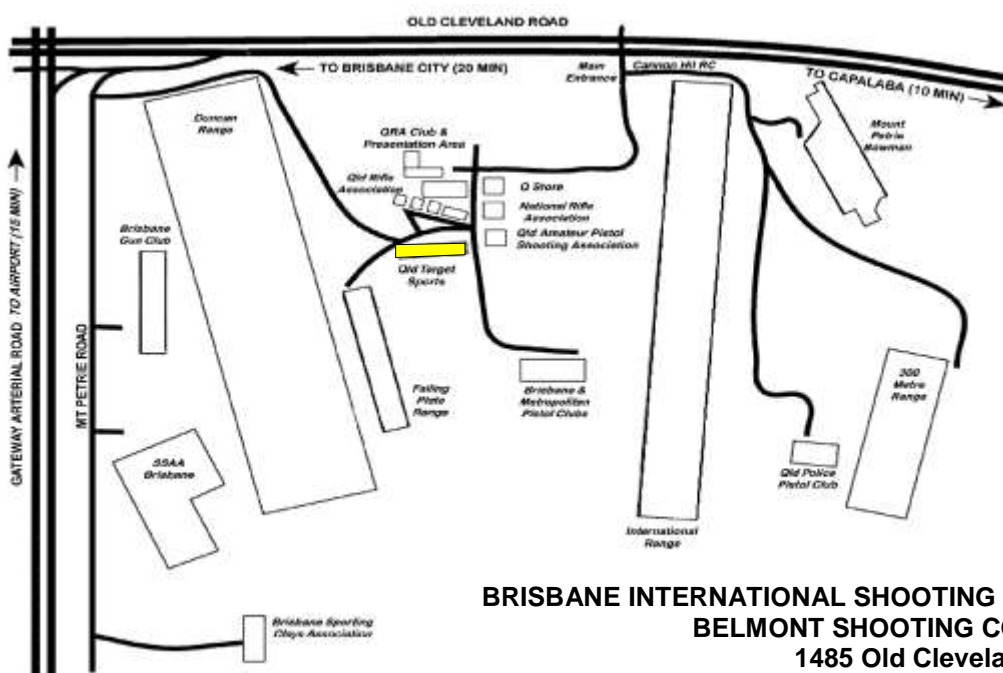 OLD CLEVELAND ROAD
TO BRISBANE CITY (20 MIN)
Main
Entrance
Cannon Hill RC
TO CAPALABA (10 MIN)
Duncan
Range
QRA Club &
Presentation Area
Qld Rifle
Association
Q Store
National Rifle
Association
Qld Amateur Pistol
Shooting Association
Mount
Petrie
Bowman
GATEWAY ARTERIAL ROAD TO AIRPORT (15 MIN)
Brisbane
Gun Club
Qld Target
Sports
MT PETRIE ROAD
Falling
Plate
Range
Brisbane &
Metropolitan
Pistol Clubs
300
Metre
Range
SSAA
Brisbane
Qld Police
Pistol Club
International
Range
Brisbane Sporting
Clays Association
BRISBANE INTERNATIONAL SHOOTING
BELMONT SHOOTING
1485 Old